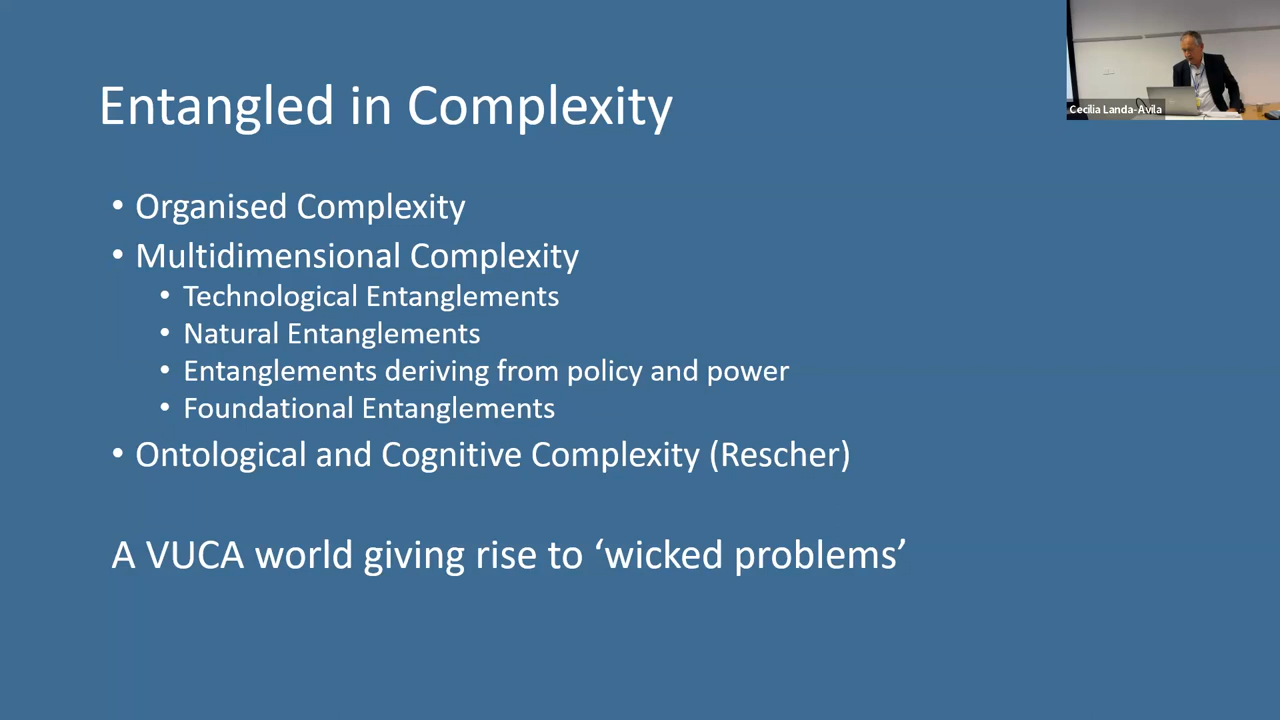 Entangled in Complexity
• Organised Complexity
• Multidimensional Complexity
• Technological Entanglements
• Natural Entanglements
• Entanglements deriving from policy and power
• Foundational Entanglements
• Ontological and Cognitive Complexity (Rescher)
A VUCA world giving rise to ‘wicked problems’
Cecilia Landa-Avila